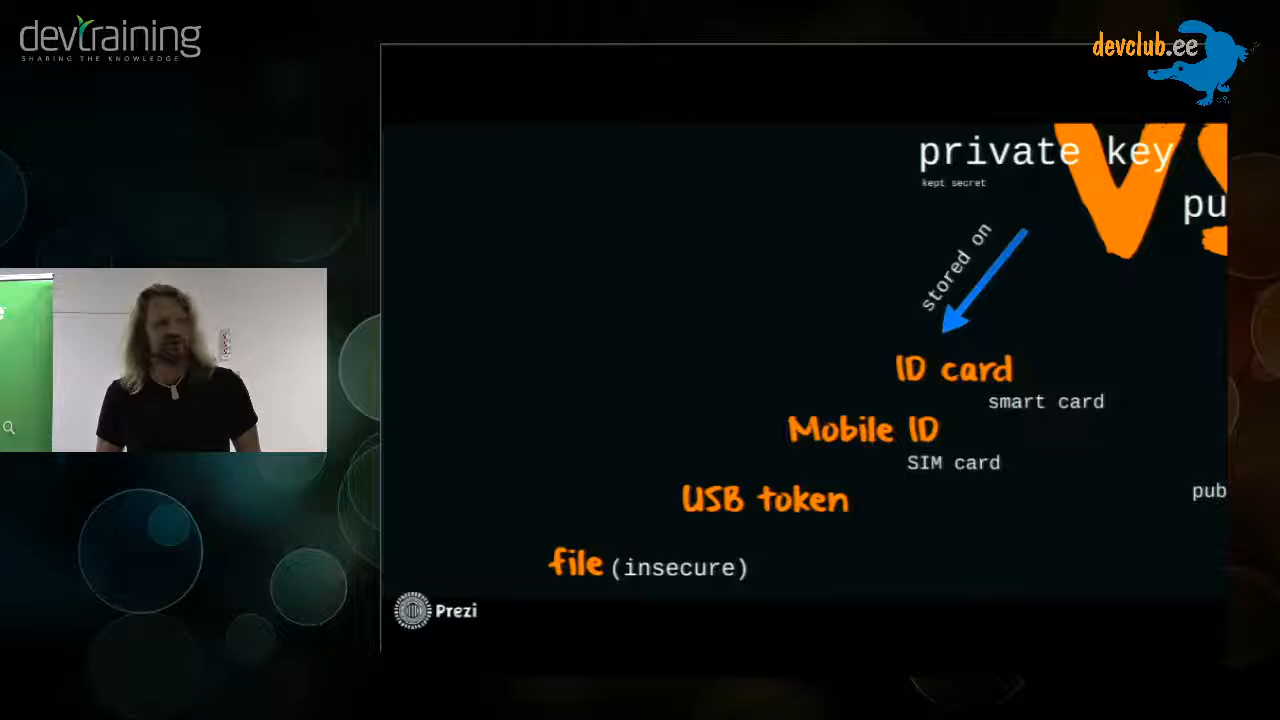 devtraining
SHARING THE KNOWLEDGE
devclub.ee
private key
kept secret
VS
pu
stored on
ID card
smart card
Mobile ID
SIM card
USB token
pub
file (insecure)
Prezi
e